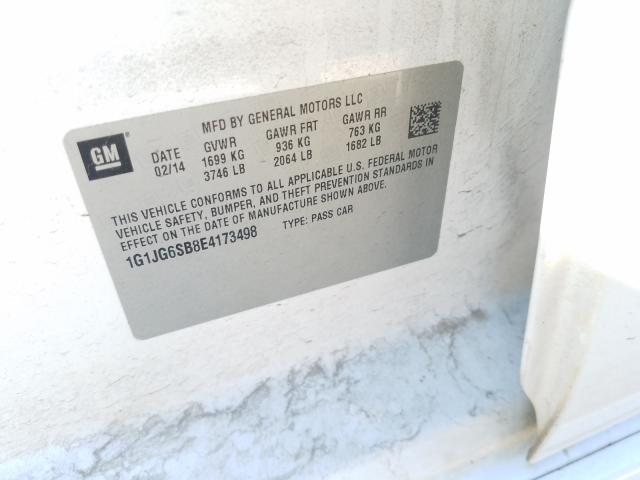 MFD BY GENERAL MOTORS LLC
GM
DATE GVWR GAWR FRT GAWR RR
02/14 1699 KG 936 KG 763 KG
3746 LB 2064 LB 1682 LB
THIS VEHICLE CONFORMS TO ALL APPLICABLE U.S. FEDERAL MOTOR
VEHICLE SAFETY, BUMPER, AND THEFT PREVENTION STANDARDS IN
EFFECT ON THE DATE OF MANUFACTURE SHOWN ABOVE.
1G1JG6SB8E4173498 TYPE: PASS CAR